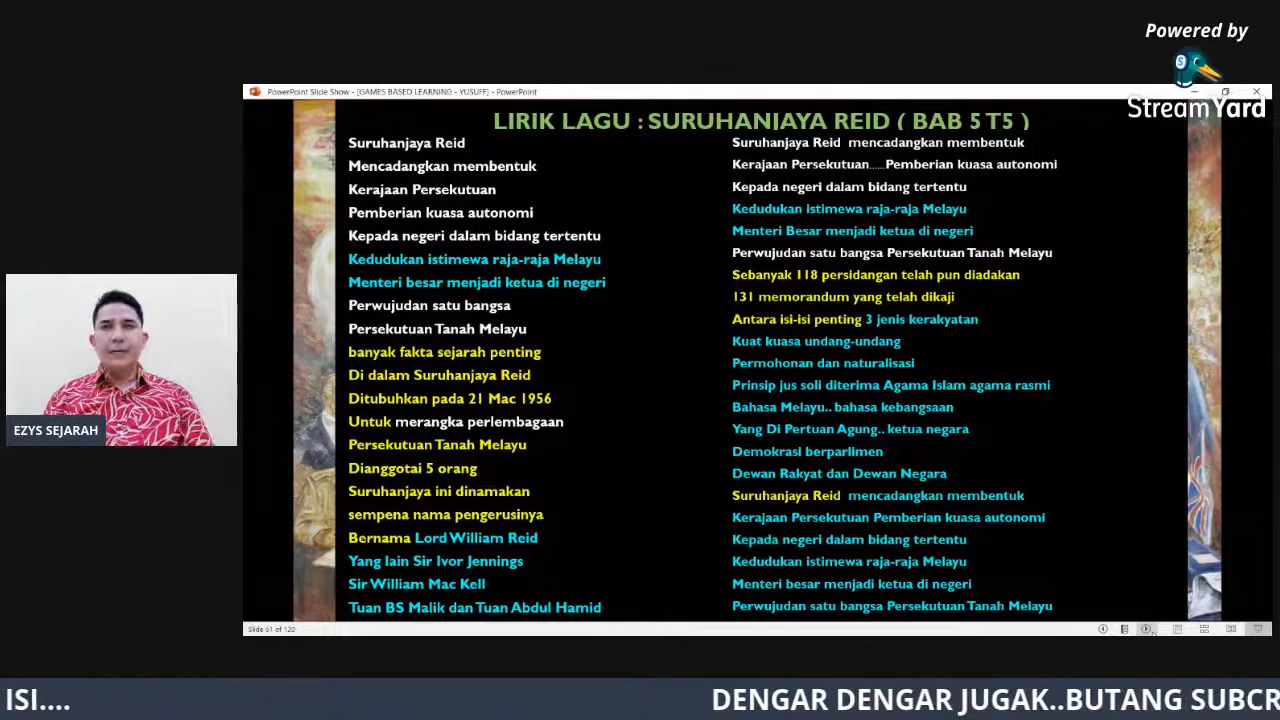 Powered by
StreamYard
PowerPoint Slide Show - [GAMES BASED LEARNING - YUSUFF] - PowerPoint
LIRIK LAGU : SURUHANJAYA REID ( BAB 5 T5 )
Suruhanjaya Reid
Mencadangkan membentuk
Kerajaan Persekutuan
Pemberian kuasa autonomi
Kepada negeri dalam bidang tertentu
Kedudukan istimewa raja-raja Melayu
Menteri besar menjadi ketua di negeri
Perwujudan satu bangsa
Persekutuan Tanah Melayu
banyak fakta sejarah penting
Di dalam Suruhanjaya Reid
Ditubuhkan pada 21 Mac 1956
Untuk merangka perlembagaan
Persekutuan Tanah Melayu
Dianggotai 5 orang
Suruhanjaya ini dinamakan
sempena nama pengerusinya
Bernama Lord William Reid
Yang lain Sir Ivor Jennings
Sir William Mac Kell
Tuan BS Malik dan Tuan Abdul Hamid
Suruhanjaya Reid mencadangkan membentuk
Kerajaan Persekutuan......Pemberian kuasa autonomi
Kepada negeri dalam bidang tertentu
Kedudukan istimewa raja-raja Melayu
Menteri Besar menjadi ketua di negeri
Perwujudan satu bangsa Persekutuan Tanah Melayu
Sebanyak 118 persidangan telah pun diadakan
131 memorandum yang telah dikaji
Antara isi-isi penting 3 jenis kerakyatan
Kuat kuasa undang-undang
Permohonan dan naturalisasi
Prinsip jus soli diterima Agama Islam agama rasmi
Bahasa Melayu.. bahasa kebangsaan
Yang Di Pertuan Agung.. ketua negara
Demokrasi berparlimen
Dewan Rakyat dan Dewan Negara
Suruhanjaya Reid mencadangkan membentuk
Kerajaan Persekutuan Pemberian kuasa autonomi
Kepada negeri dalam bidang tertentu
Kedudukan istimewa raja-raja Melayu
Menteri besar menjadi ketua di negeri
Perwujudan satu bangsa Persekutuan Tanah Melayu
EZYS SEJARAH
Slide 61 of 120
ISI.... DENGAR DENGAR JUGAK..BUTANG SUBCR